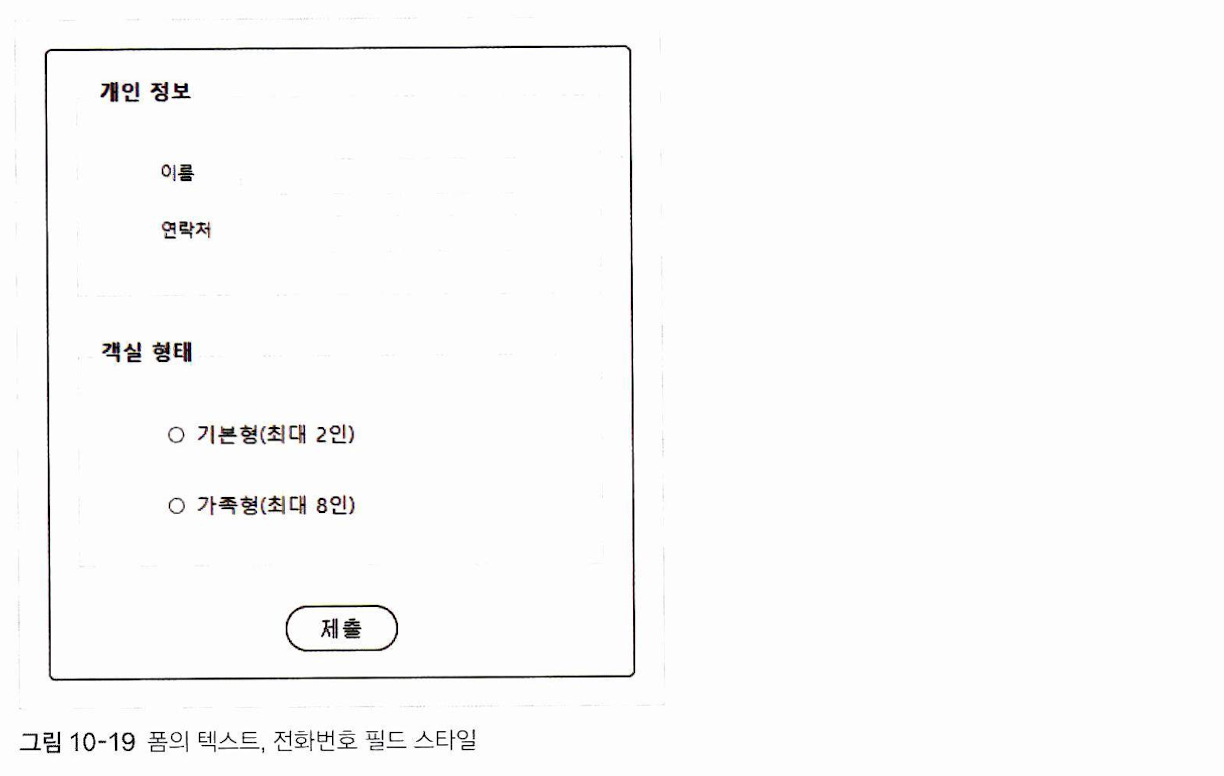 개인 정보
이름
연락처
객실 형태
○ 기본형(최대 2인)
○ 가족형(최대 8인)
제출
그림 10-19 폼의 텍스트, 전화번호 필드 스타일